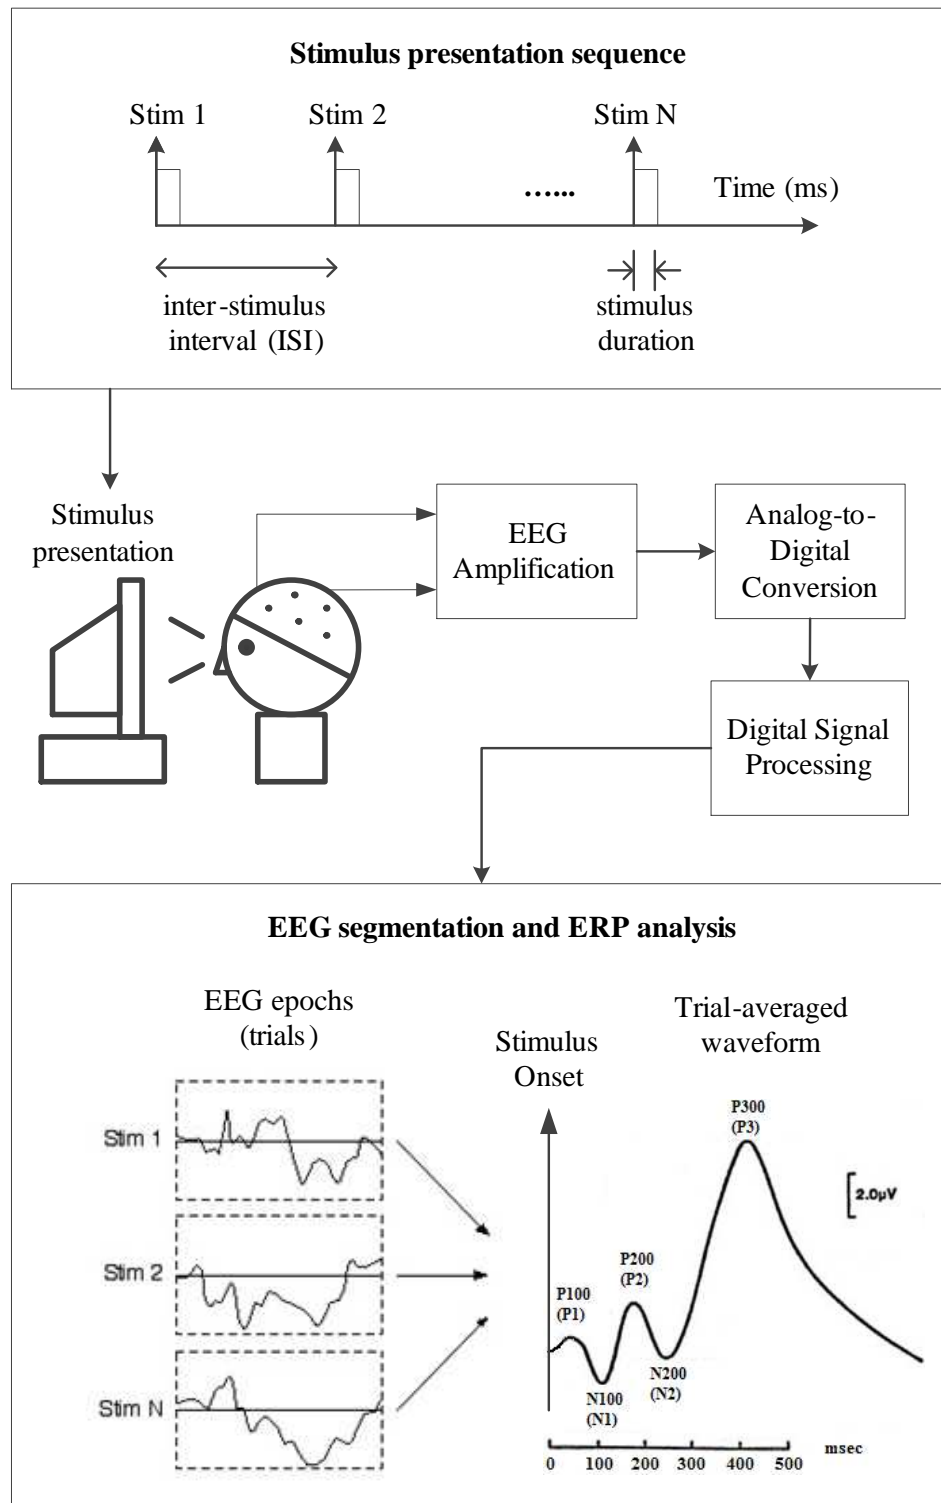 Stimulus presentation sequence
Stim 1
Stim 2
Stim N
…...
Time (ms)
inter-stimulus
interval (ISI)
stimulus
duration
Stimulus
presentation
EEG
Amplification
Analog-to-
Digital
Conversion
Digital Signal
Processing
EEG segmentation and ERP analysis
EEG epochs
(trials)
Stim 1
Stim 2
Stim N
Stimulus
Onset
Trial-averaged
waveform
P300
(P3)
2.0µV
P200
(P2)
P100
(P1)
N200
(N2)
N100
(N1)
msec
0 100 200 300 400 500